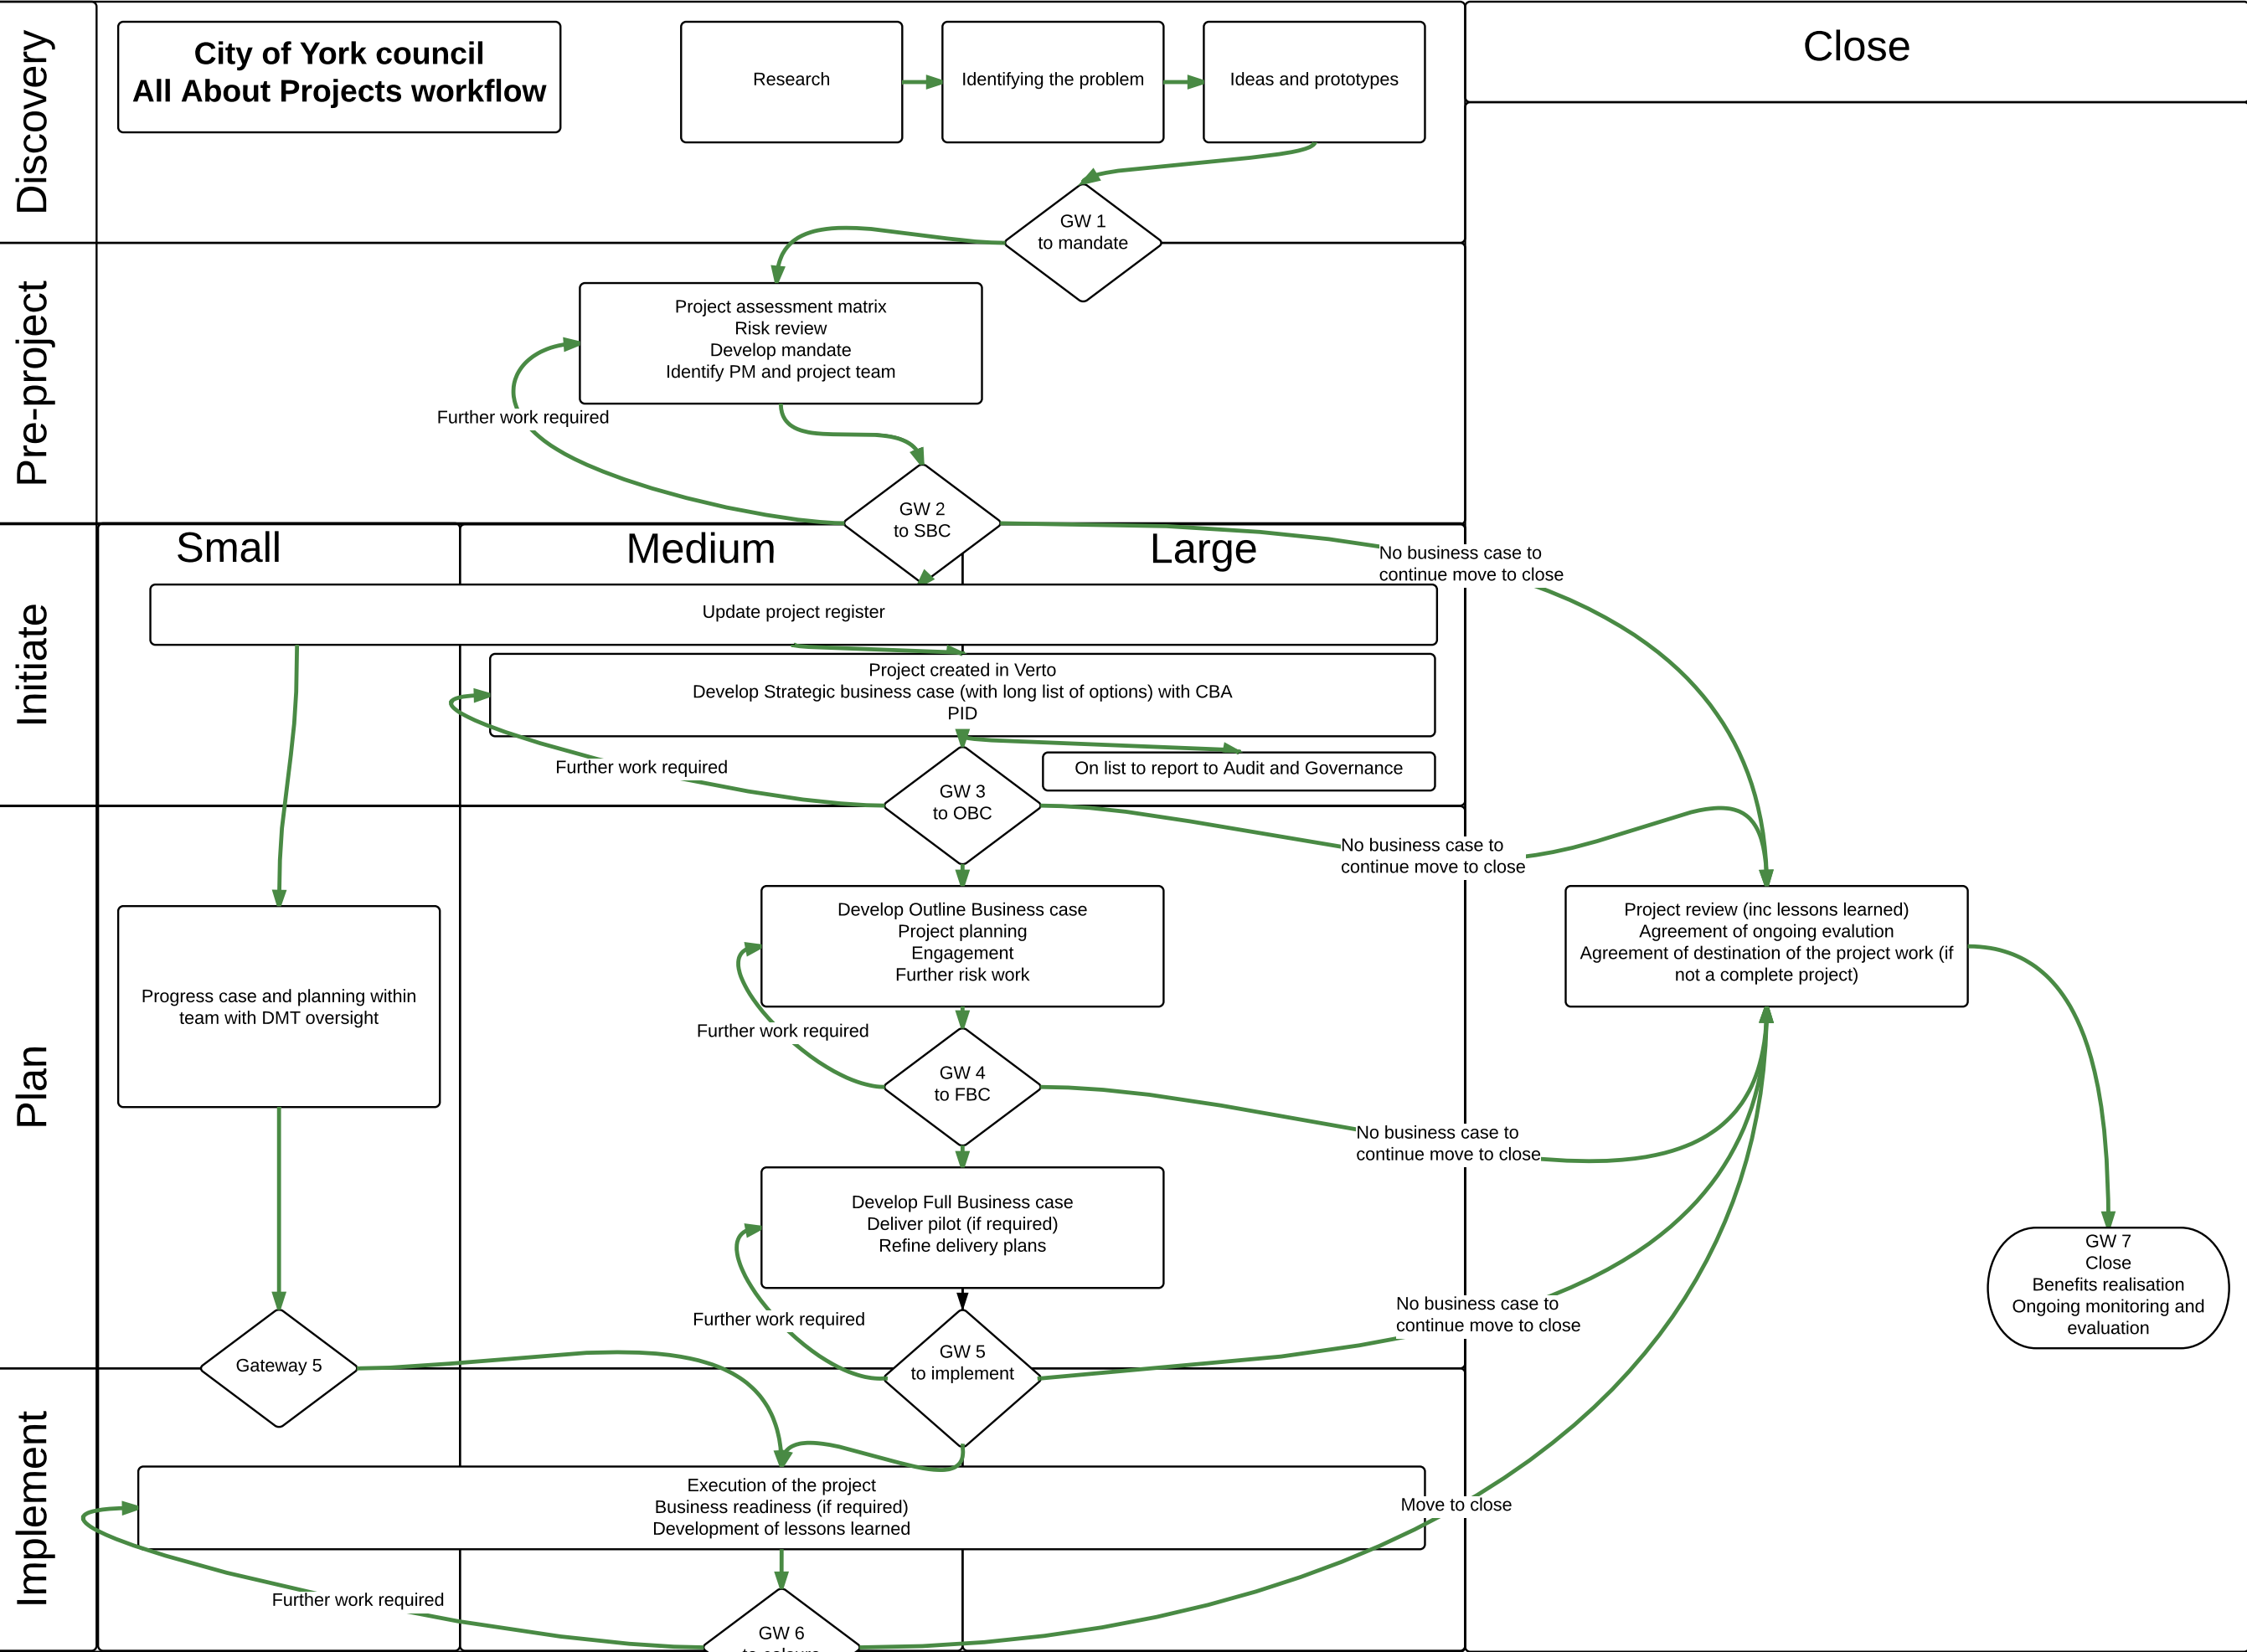 Discovery
City of York council
All About Projects workflow
Research
Identifying the problem
Ideas and prototypes
Close
GW 1
to mandate
Pre-project
Project assessment matrix
Risk review
Develop mandate
Identify PM and project team
Further work required
GW 2
to SBC
Initiate
Small
Medium
Large
No business case to
continue move to close
Update project register
Project created in Verto
Develop Strategic business case (with long list of options) with CBA
PID
Further work required
On list to report to Audit and Governance
GW 3
to OBC
No business case to
continue move to close
Plan
Develop Outline Business case
Project planning
Engagement
Further risk work
Project review (inc lessons learned)
Agreement of ongoing evalution
Agreement of destination of the project work (if
not a complete project)
Progress case and planning within
team with DMT oversight
Further work required
GW 4
to FBC
No business case to
continue move to close
Develop Full Business case
Deliver pilot (if required)
Refine delivery plans
GW 7
Close
Benefits realisation
Ongoing monitoring and
evaluation
Further work required
No business case to
continue move to close
Gateway 5
GW 5
to implement
Implement
Execution of the project
Business readiness (if required)
Development of lessons learned
Move to close
Further work required
GW 6
to